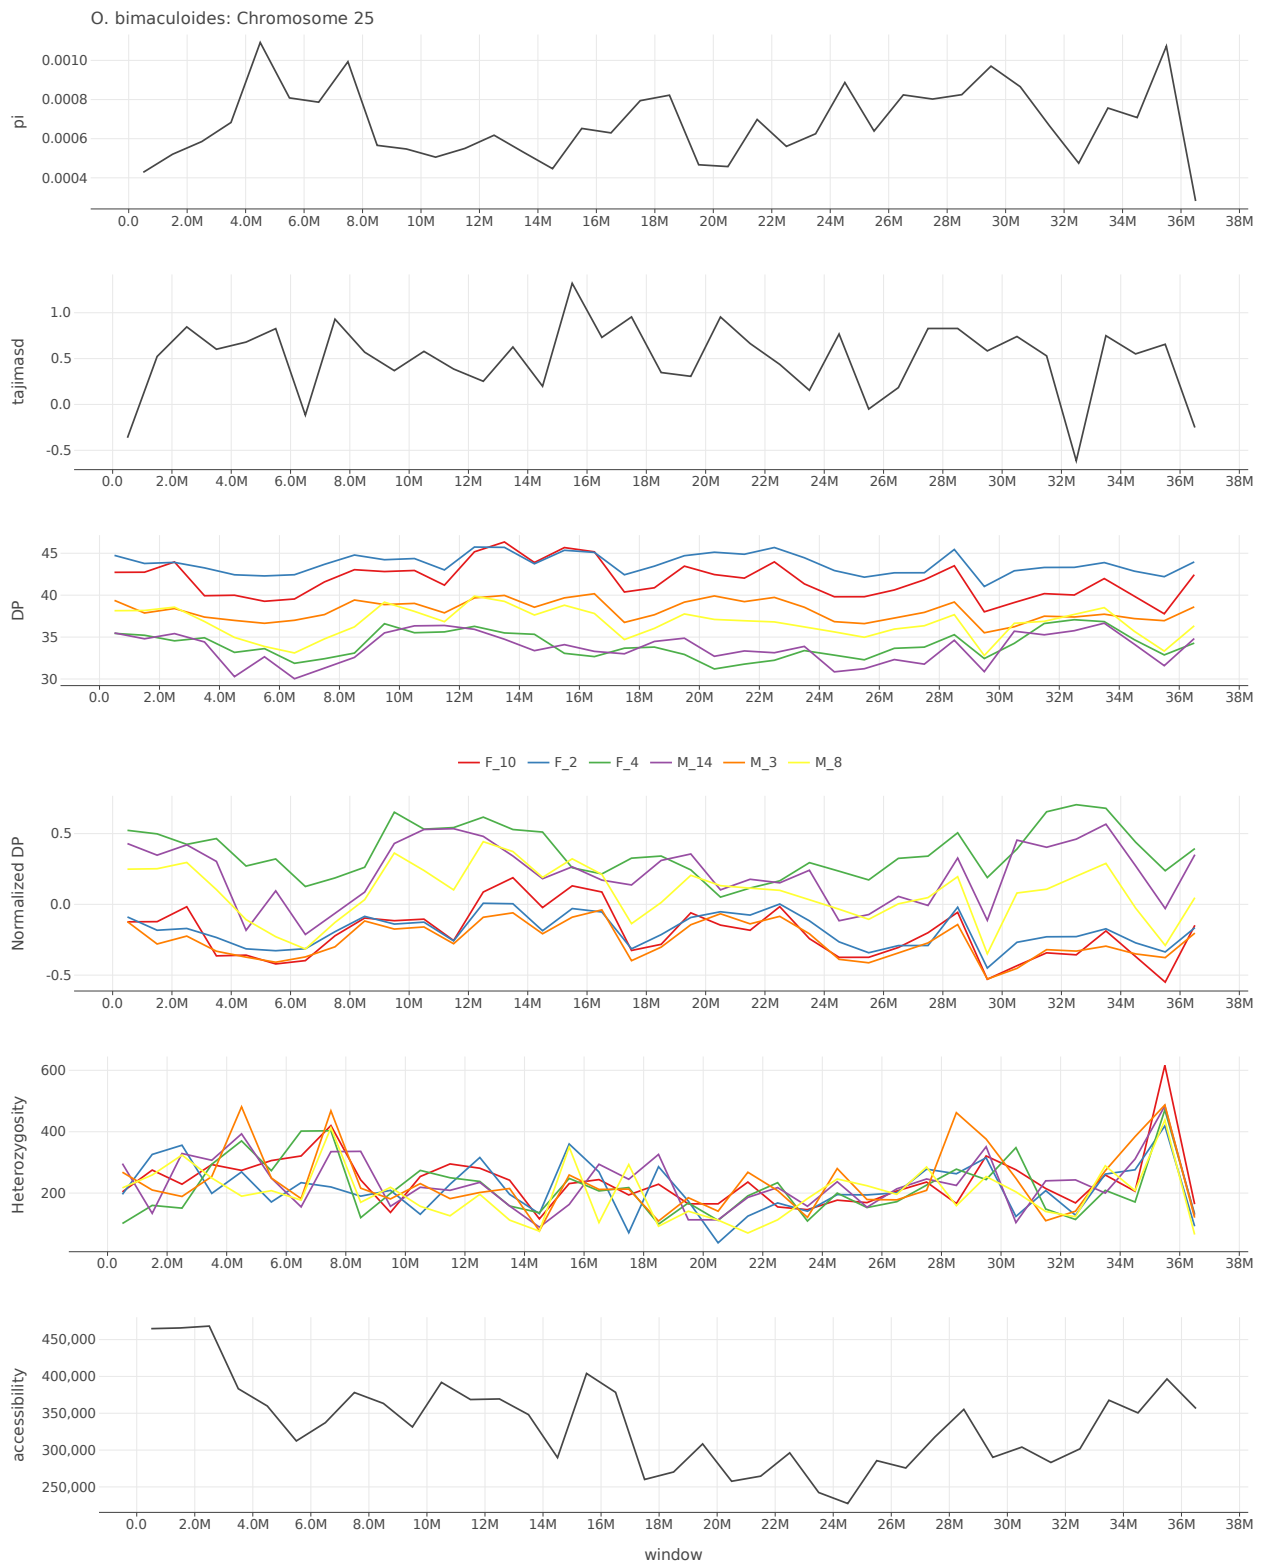 O. bimaculoides: Chromosome 25
pi
0.0010
0.0008
0.0006
0.0004
0.0 2.0M 4.0M 6.0M 8.0M 10M 12M 14M 16M 18M 20M 22M 24M 26M 28M 30M 32M 34M 36M 38M
tajimasd
1.0
0.5
0.0
-0.5
0.0 2.0M 4.0M 6.0M 8.0M 10M 12M 14M 16M 18M 20M 22M 24M 26M 28M 30M 32M 34M 36M 38M
DP
45
40
35
30
0.0 2.0M 4.0M 6.0M 8.0M 10M 12M 14M 16M 18M 20M 22M 24M 26M 28M 30M 32M 34M 36M 38M
F_10 F_2 F_4 M_14 M_3 M_8
Normalized DP
0.5
0.0
-0.5
0.0 2.0M 4.0M 6.0M 8.0M 10M 12M 14M 16M 18M 20M 22M 24M 26M 28M 30M 32M 34M 36M 38M
Heterozygosity
600
400
200
0.0 2.0M 4.0M 6.0M 8.0M 10M 12M 14M 16M 18M 20M 22M 24M 26M 28M 30M 32M 34M 36M 38M
accessibility
450,000
400,000
350,000
300,000
250,000
0.0 2.0M 4.0M 6.0M 8.0M 10M 12M 14M 16M 18M 20M 22M 24M 26M 28M 30M 32M 34M 36M 38M
window